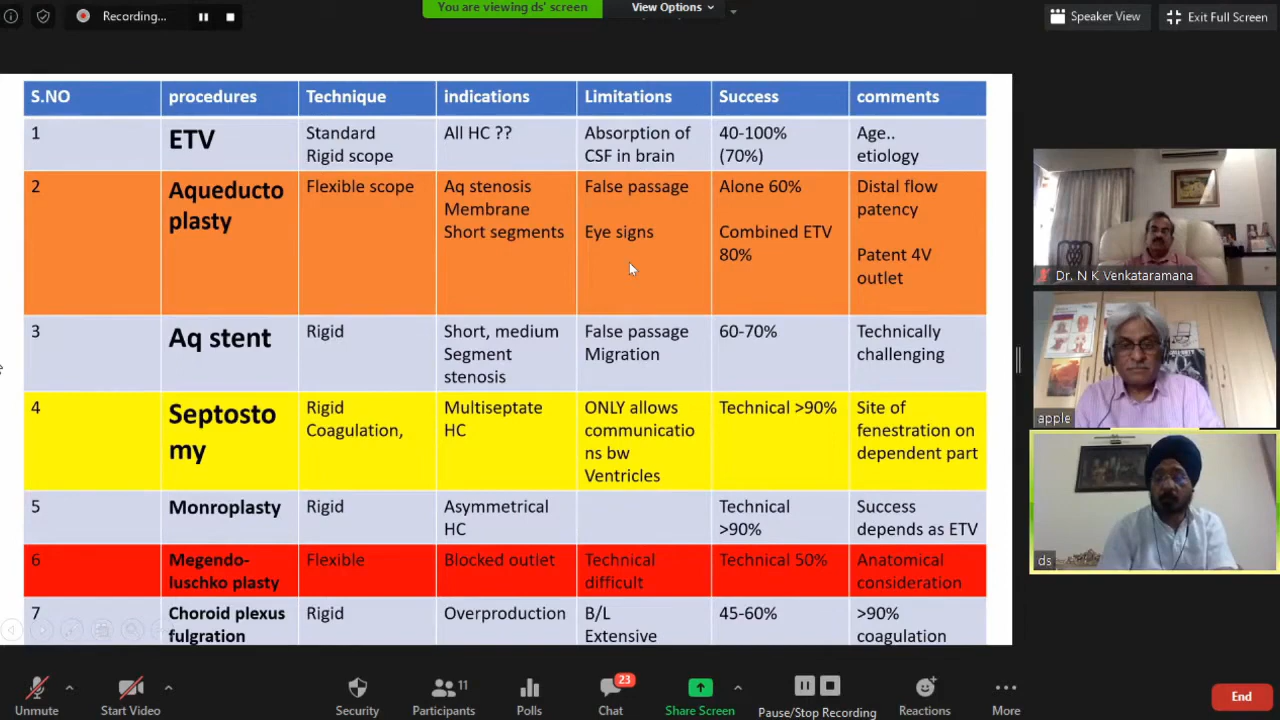 Recording...
You are viewing ds' screen
View Options
Speaker View
Exit Full Screen
S.NO procedures Technique indications Limitations Success comments
1 ETV Standard Rigid scope All HC ?? Absorption of CSF in brain 40-100% (70%) Age.. etiology
2 Aqueducto plasty Flexible scope Aq stenosis Membrane Short segments False passage Eye signs Alone 60% Combined ETV 80% Distal flow patency Patent 4V outlet
3 Aq stent Rigid Short, medium Segment stenosis False passage Migration 60-70% Technically challenging
4 Septosto my Rigid Coagulation, Multiseptate HC ONLY allows communicatio ns bw Ventricles Technical >90% Site of fenestration on dependent part
5 Monroplasty Rigid Asymmetrical HC Technical >90% Success depends as ETV
6 Megendo-luschko plasty Flexible Blocked outlet Technical difficult Technical 50% Anatomical consideration
7 Choroid plexus fulgration Rigid Overproduction B/L Extensive 45-60% >90% coagulation
Dr. N K Venkataramana
apple
ds
Unmute
Start Video
Security
11
Participants
Polls
23
Chat
Share Screen
Pause/Stop Recording
Reactions
More
End